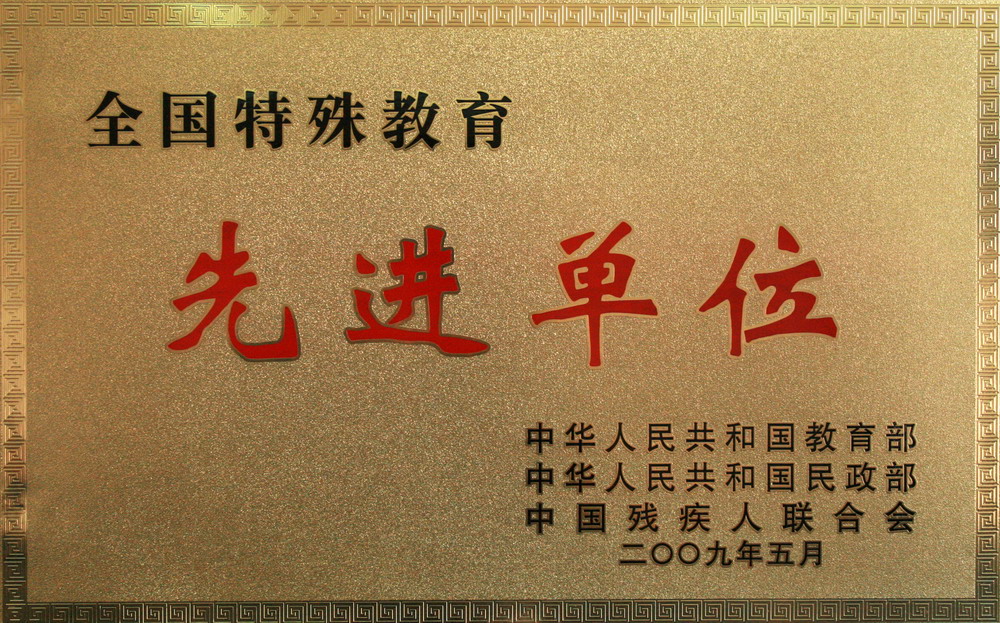 全国特殊教育
先进单位
中华人民共和国教育部
中华人民共和国民政部
中国残疾人联合会
二〇〇九年五月